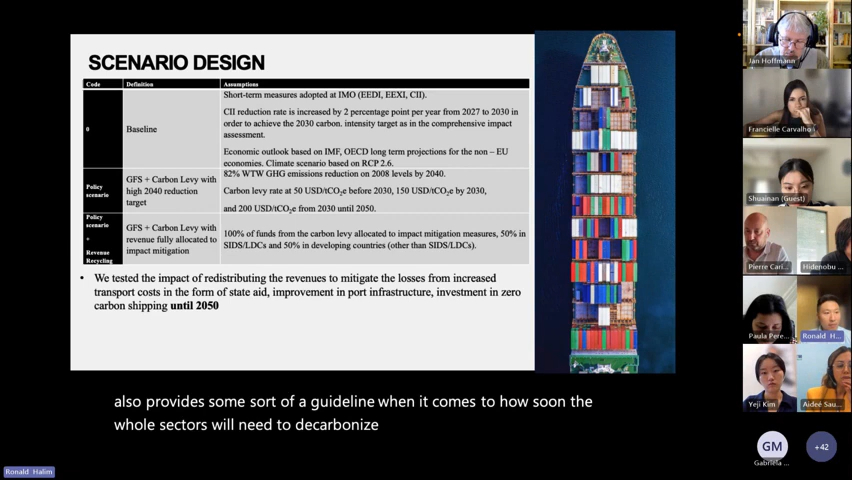 SCENARIO DESIGN
Code Definition Assumptions
0
Baseline
Short-term measures adopted at IMO (EEDI, EEXI, CII).
CII reduction rate is increased by 2 percentage point per year from 2027 to 2030 in
order to achieve the 2030 carbon. intensity target as in the comprehensive impact
assessment.
Economic outlook based on IMF, OECD long term projections for the non – EU
economies. Climate scenario based on RCP 2.6.
Policy
scenario
GFS + Carbon Levy with
high 2040 reduction
target
82% WTW GHG emissions reduction on 2008 levels by 2040.
Carbon levy rate at 50 USD/tCO₂e before 2030, 150 USD/tCO₂e by 2030,
and 200 USD/tCO₂e from 2030 until 2050.
Policy
scenario
+
Revenue
Recycling
GFS + Carbon Levy with
revenue fully allocated to
impact mitigation
100% of funds from the carbon levy allocated to impact mitigation measures, 50% in
SIDS/LDCs and 50% in developing countries (other than SIDS/LDCs).
• We tested the impact of redistributing the revenues to mitigate the losses from increased
transport costs in the form of state aid, improvement in port infrastructure, investment in zero
carbon shipping until 2050
also provides some sort of a guideline when it comes to how soon the
whole sectors will need to decarbonize
Ronald Halim
Jan Hoffmann
Francielle Carvalho
Shuainan (Guest)
Pierre Cari...
Hidenobu ...
Paula Pere...
Ronald H...
Yeji Kim
Aideé Sau...
GM
+42
Gabriela ...